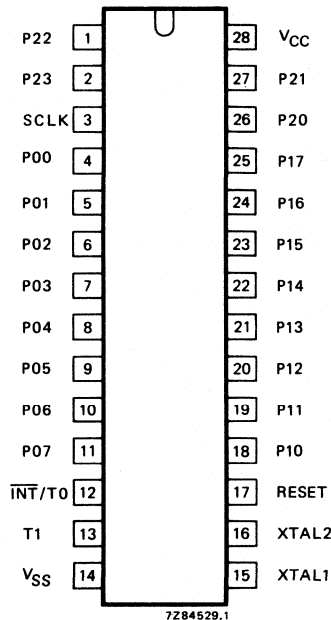 P22 1 28 VCC
P23 2 27 P21
SCLK 3 26 P20
P00 4 25 P17
P01 5 24 P16
P02 6 23 P15
P03 7 22 P14
P04 8 21 P13
P05 9 20 P12
P06 10 19 P11
P07 11 18 P10
I̅N̅T̅/T0 12 17 RESET
T1 13 16 XTAL2
VSS 14 15 XTAL1
7Z84529.1